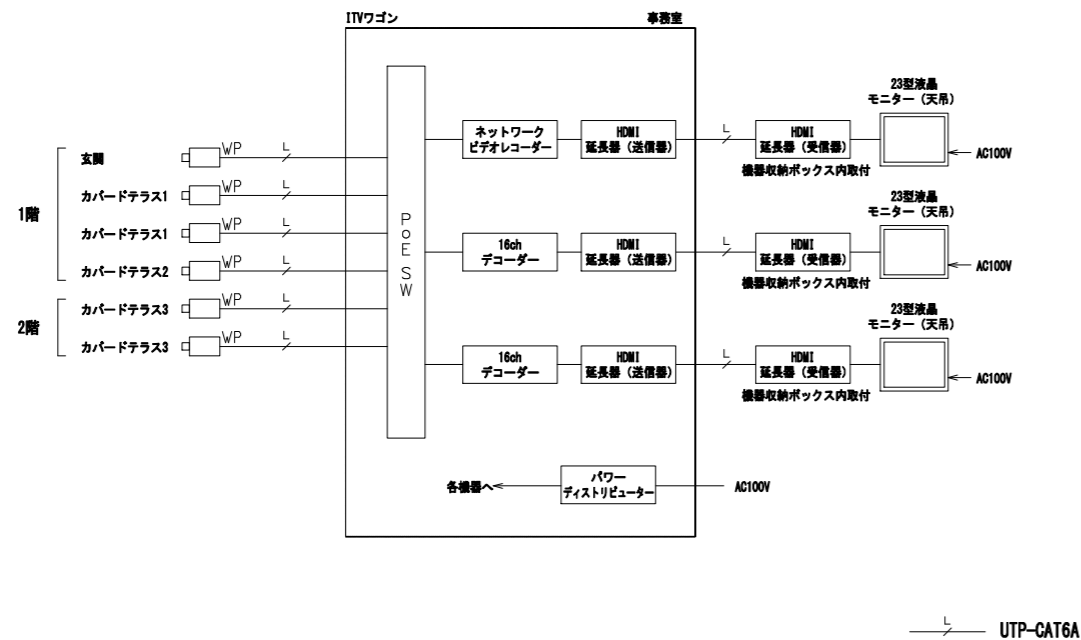 ITVワゴン
事務室
1階
玄関
WP
L
カバードテラス1
WP
L
カバードテラス1
WP
L
カバードテラス2
WP
L
2階
カバードテラス3
WP
L
カバードテラス3
WP
L
PoE SW
ネットワーク
ビデオレコーダー
HDMI
延長器（送信器）
L
HDMI
延長器（受信器）
機器収納ボックス内取付
23型液晶
モニター（天吊）
AC100V
16ch
デコーダー
HDMI
延長器（送信器）
L
HDMI
延長器（受信器）
機器収納ボックス内取付
23型液晶
モニター（天吊）
AC100V
16ch
デコーダー
HDMI
延長器（送信器）
L
HDMI
延長器（受信器）
機器収納ボックス内取付
23型液晶
モニター（天吊）
AC100V
各機器へ
パワー
ディストリビューター
AC100V
L
UTP-CAT6A